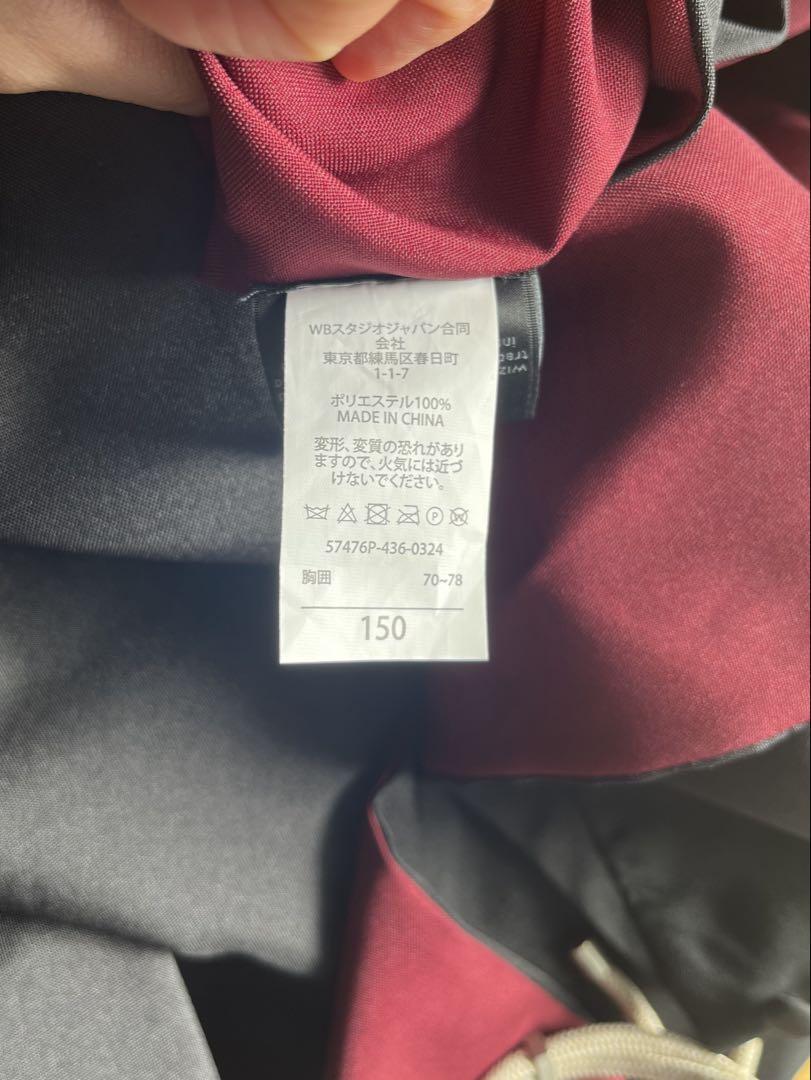 WBスタジオジャパン合同
会社
東京都練馬区春日町
1-1-7
ポリエステル100%
MADE IN CHINA
変形、変質の恐れがあり
ますので、火気には近づ
けないでください。
P W
57476P-436-0324
胸囲 70~78
150